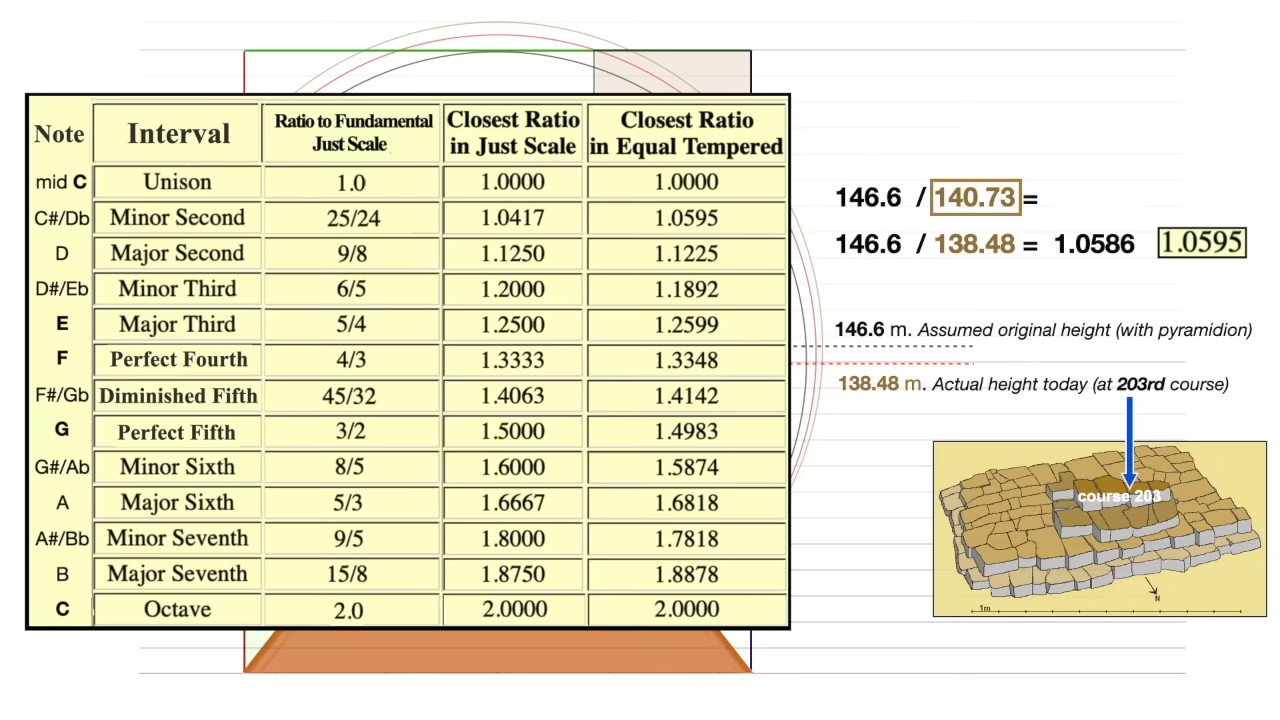 Note Interval Ratio to Fundamental Just Scale Closest Ratio in Just Scale Closest Ratio in Equal Tempered
mid C Unison 1.0 1.0000 1.0000
C#/Db Minor Second 25/24 1.0417 1.0595
D Major Second 9/8 1.1250 1.1225
D#/Eb Minor Third 6/5 1.2000 1.1892
E Major Third 5/4 1.2500 1.2599
F Perfect Fourth 4/3 1.3333 1.3348
F#/Gb Diminished Fifth 45/32 1.4063 1.4142
G Perfect Fifth 3/2 1.5000 1.4983
G#/Ab Minor Sixth 8/5 1.6000 1.5874
A Major Sixth 5/3 1.6667 1.6818
A#/Bb Minor Seventh 9/5 1.8000 1.7818
B Major Seventh 15/8 1.8750 1.8878
C Octave 2.0 2.0000 2.0000
146.6 / 140.73 =
146.6 / 138.48 = 1.0586 1.0595
146.6 m. Assumed original height (with pyramidion)
138.48 m. Actual height today (at 203rd course)
course 203
N
1m